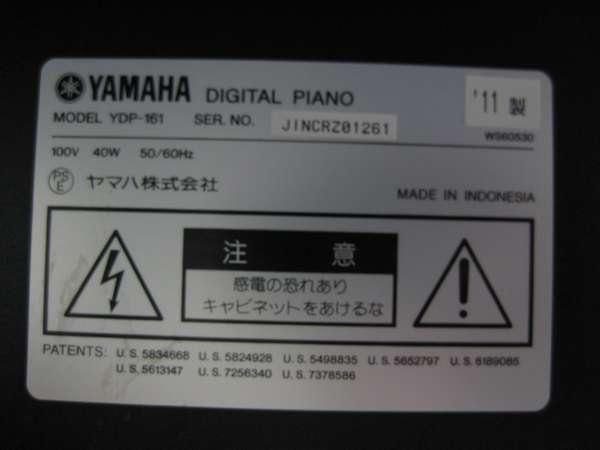 YAMAHA DIGITAL PIANO
'11 製
MODEL YDP-161 SER. NO. JINCRZ01261
WS60530
100V 40W 50/60Hz
PSE ヤマハ株式会社
MADE IN INDONESIA
注 意
感電の恐れあり
キャビネットをあけるな
PATENTS: U.S. 5834668 U.S. 5824928 U.S. 5498835 U.S. 5652797 U.S. 6189085
U.S. 5613147 U.S. 7256340 U.S. 7378586